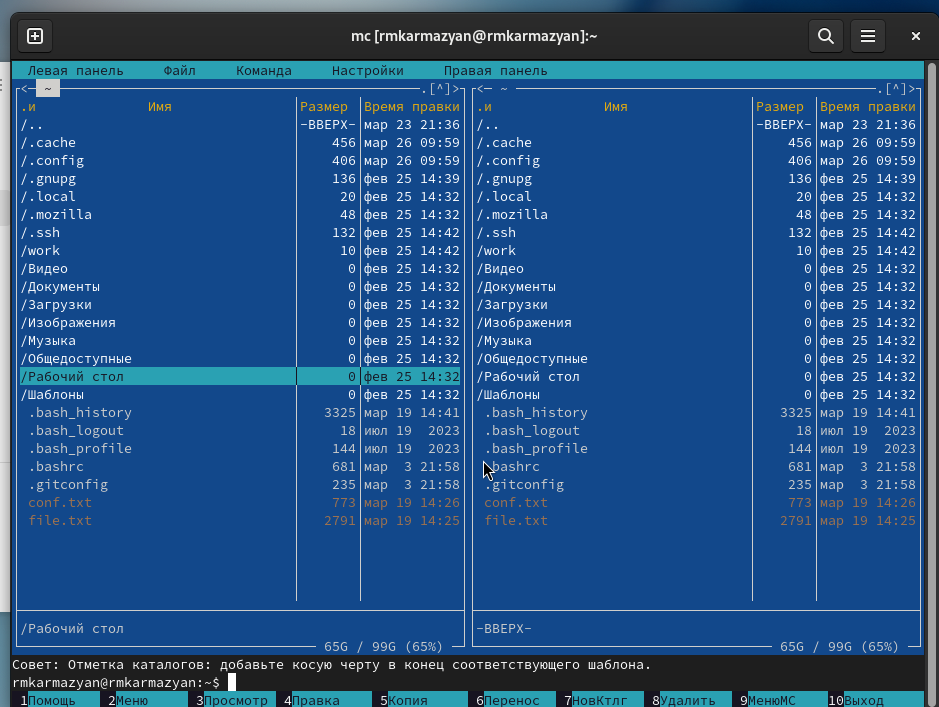 mc [rmkarmazyan@rmkarmazyan]:~
Левая панель Файл Команда Настройки Правая панель
<─ ~ .[^]> <─ ~ .[^]>
.и Имя Размер Время правки .и Имя Размер Время правки
/.. -ВВЕРХ- мар 23 21:36 /.. -ВВЕРХ- мар 23 21:36
/.cache 456 мар 26 09:59 /.cache 456 мар 26 09:59
/.config 406 мар 26 09:59 /.config 406 мар 26 09:59
/.gnupg 136 фев 25 14:39 /.gnupg 136 фев 25 14:39
/.local 20 фев 25 14:32 /.local 20 фев 25 14:32
/.mozilla 48 фев 25 14:32 /.mozilla 48 фев 25 14:32
/.ssh 132 фев 25 14:42 /.ssh 132 фев 25 14:42
/work 10 фев 25 14:42 /work 10 фев 25 14:42
/Видео 0 фев 25 14:32 /Видео 0 фев 25 14:32
/Документы 0 фев 25 14:32 /Документы 0 фев 25 14:32
/Загрузки 0 фев 25 14:32 /Загрузки 0 фев 25 14:32
/Изображения 0 фев 25 14:32 /Изображения 0 фев 25 14:32
/Музыка 0 фев 25 14:32 /Музыка 0 фев 25 14:32
/Общедоступные 0 фев 25 14:32 /Общедоступные 0 фев 25 14:32
/Рабочий стол 0 фев 25 14:32 /Рабочий стол 0 фев 25 14:32
/Шаблоны 0 фев 25 14:32 /Шаблоны 0 фев 25 14:32
.bash_history 3325 мар 19 14:41 .bash_history 3325 мар 19 14:41
.bash_logout 18 июл 19 2023 .bash_logout 18 июл 19 2023
.bash_profile 144 июл 19 2023 .bash_profile 144 июл 19 2023
.bashrc 681 мар 3 21:58 .bashrc 681 мар 3 21:58
.gitconfig 235 мар 3 21:58 .gitconfig 235 мар 3 21:58
conf.txt 773 мар 19 14:26 conf.txt 773 мар 19 14:26
file.txt 2791 мар 19 14:25 file.txt 2791 мар 19 14:25
/Рабочий стол -ВВЕРХ-
65G / 99G (65%) 65G / 99G (65%)
Совет: Отметка каталогов: добавьте косую черту в конец соответствующего шаблона.
rmkarmazyan@rmkarmazyan:~$
1Помощь 2Меню 3Просмотр 4Правка 5Копия 6Перенос 7НовКтлг 8Удалить 9МенюМС 10Выход